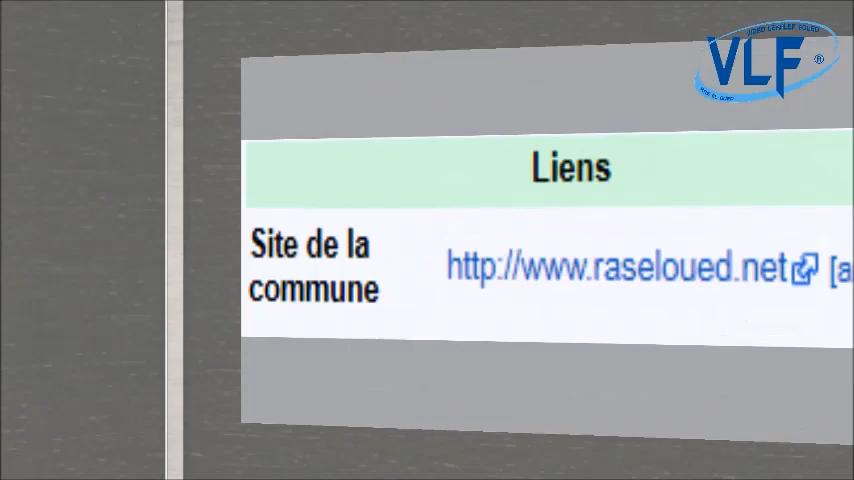 VLF ®
Liens
Site de la
commune
http://www.raseloued.net [a